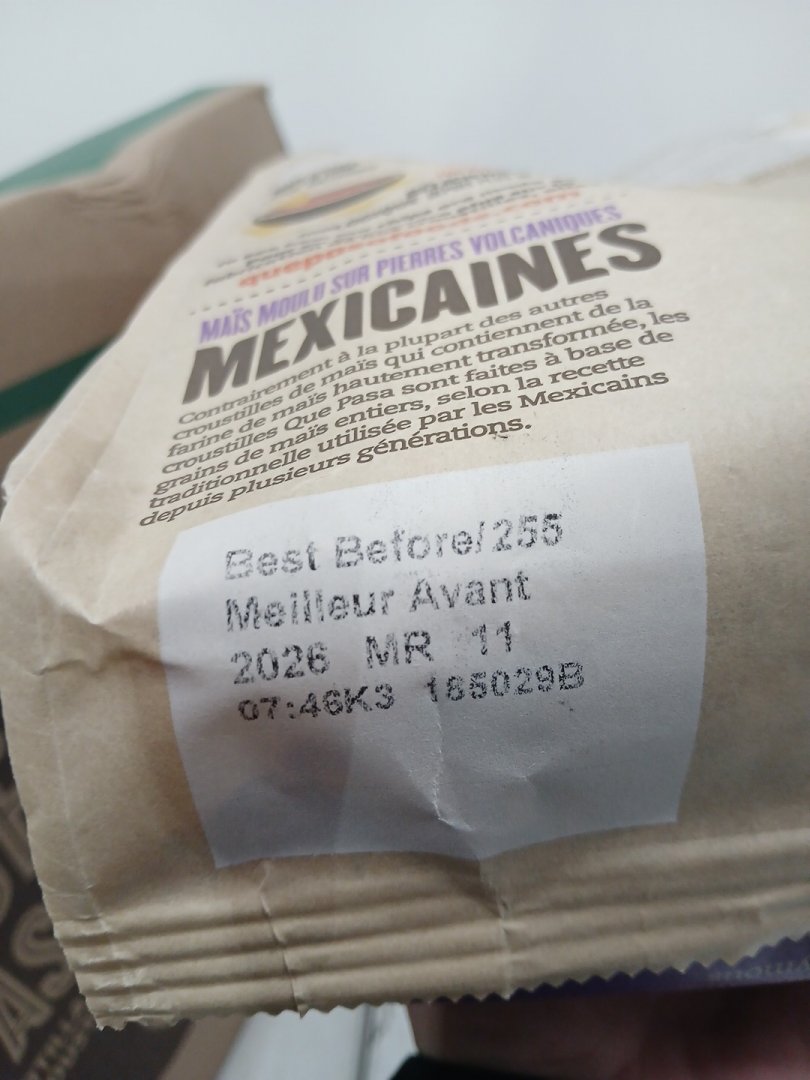 quepasafoods.com
MAÏS MOULU SUR PIERRES VOLCANIQUES
MEXICAINES
Contrairement à la plupart des autres
croustilles de maïs qui contiennent de la
farine de maïs hautement transformée, les
croustilles Que Pasa sont faites à base de
grains de maïs entiers, selon la recette
traditionnelle utilisée par les Mexicains
depuis plusieurs générations.
Best Before/255
Meilleur Avant
2026 MR 11
07:46K3 185029B